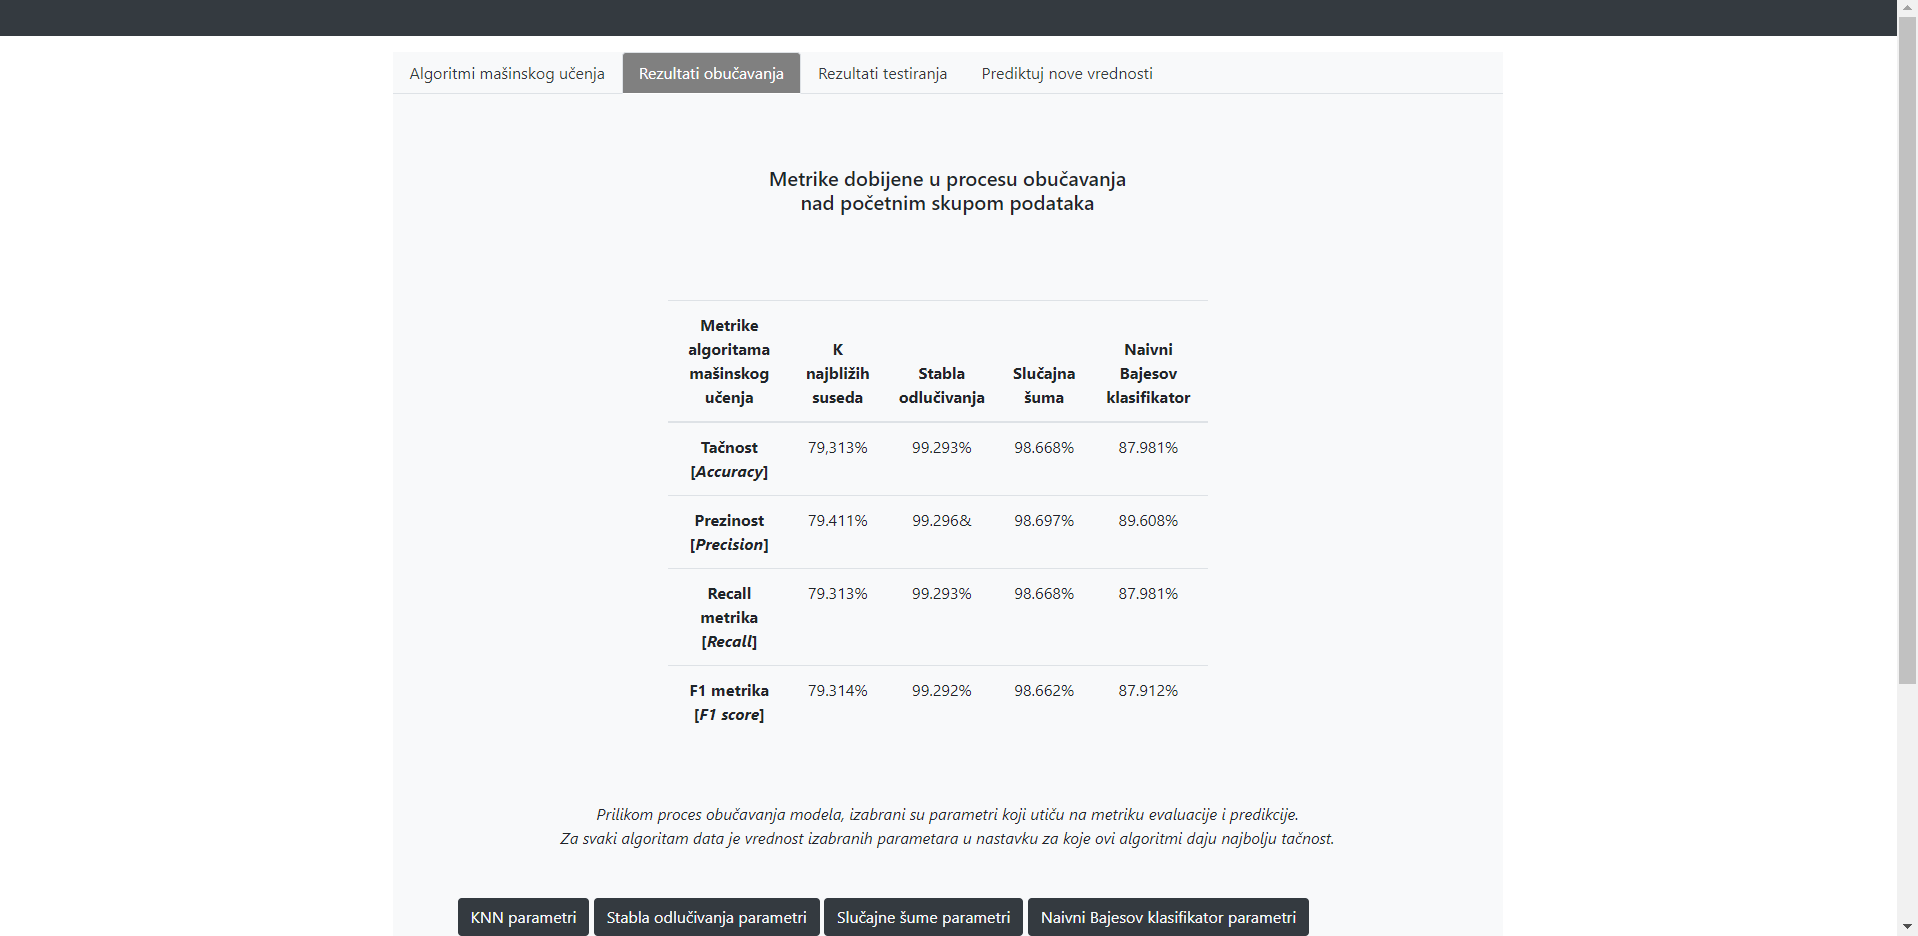 Algoritmi mašinskog učenja Rezultati obučavanja Rezultati testiranja Prediktuj nove vrednosti
Metrike dobijene u procesu obučavanja
nad početnim skupom podataka
Metrike
algoritama
mašinskog
učenja
K
najbližih
suseda
Stabla
odlučivanja
Slučajna
šuma
Naivni
Bajesov
klasifikator
Tačnost
[Accuracy]
79,313% 99.293% 98.668% 87.981%
Prezinost
[Precision]
79.411% 99.296& 98.697% 89.608%
Recall
metrika
[Recall]
79.313% 99.293% 98.668% 87.981%
F1 metrika
[F1 score]
79.314% 99.292% 98.662% 87.912%
Prilikom proces obučavanja modela, izabrani su parametri koji utiču na metriku evaluacije i predikcije.
Za svaki algoritam data je vrednost izabranih parametara u nastavku za koje ovi algoritmi daju najbolju tačnost.
KNN parametri Stabla odlučivanja parametri Slučajne šume parametri Naivni Bajesov klasifikator parametri